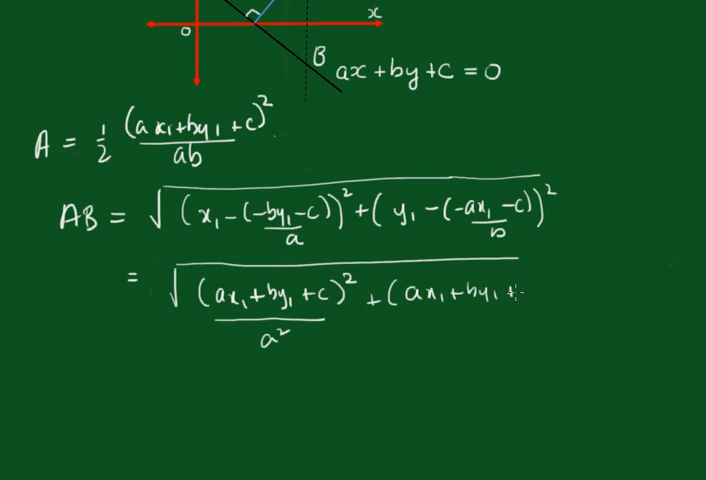 x
0
B
ax + by + c = 0
A = 1/2 (ax₁+by₁+c)²/ab
AB = √((x₁-(-by₁-c)/a)² + (y₁-(-ax₁-c)/b)²)
= √((ax₁+by₁+c)²/a² + (ax₁+by₁+